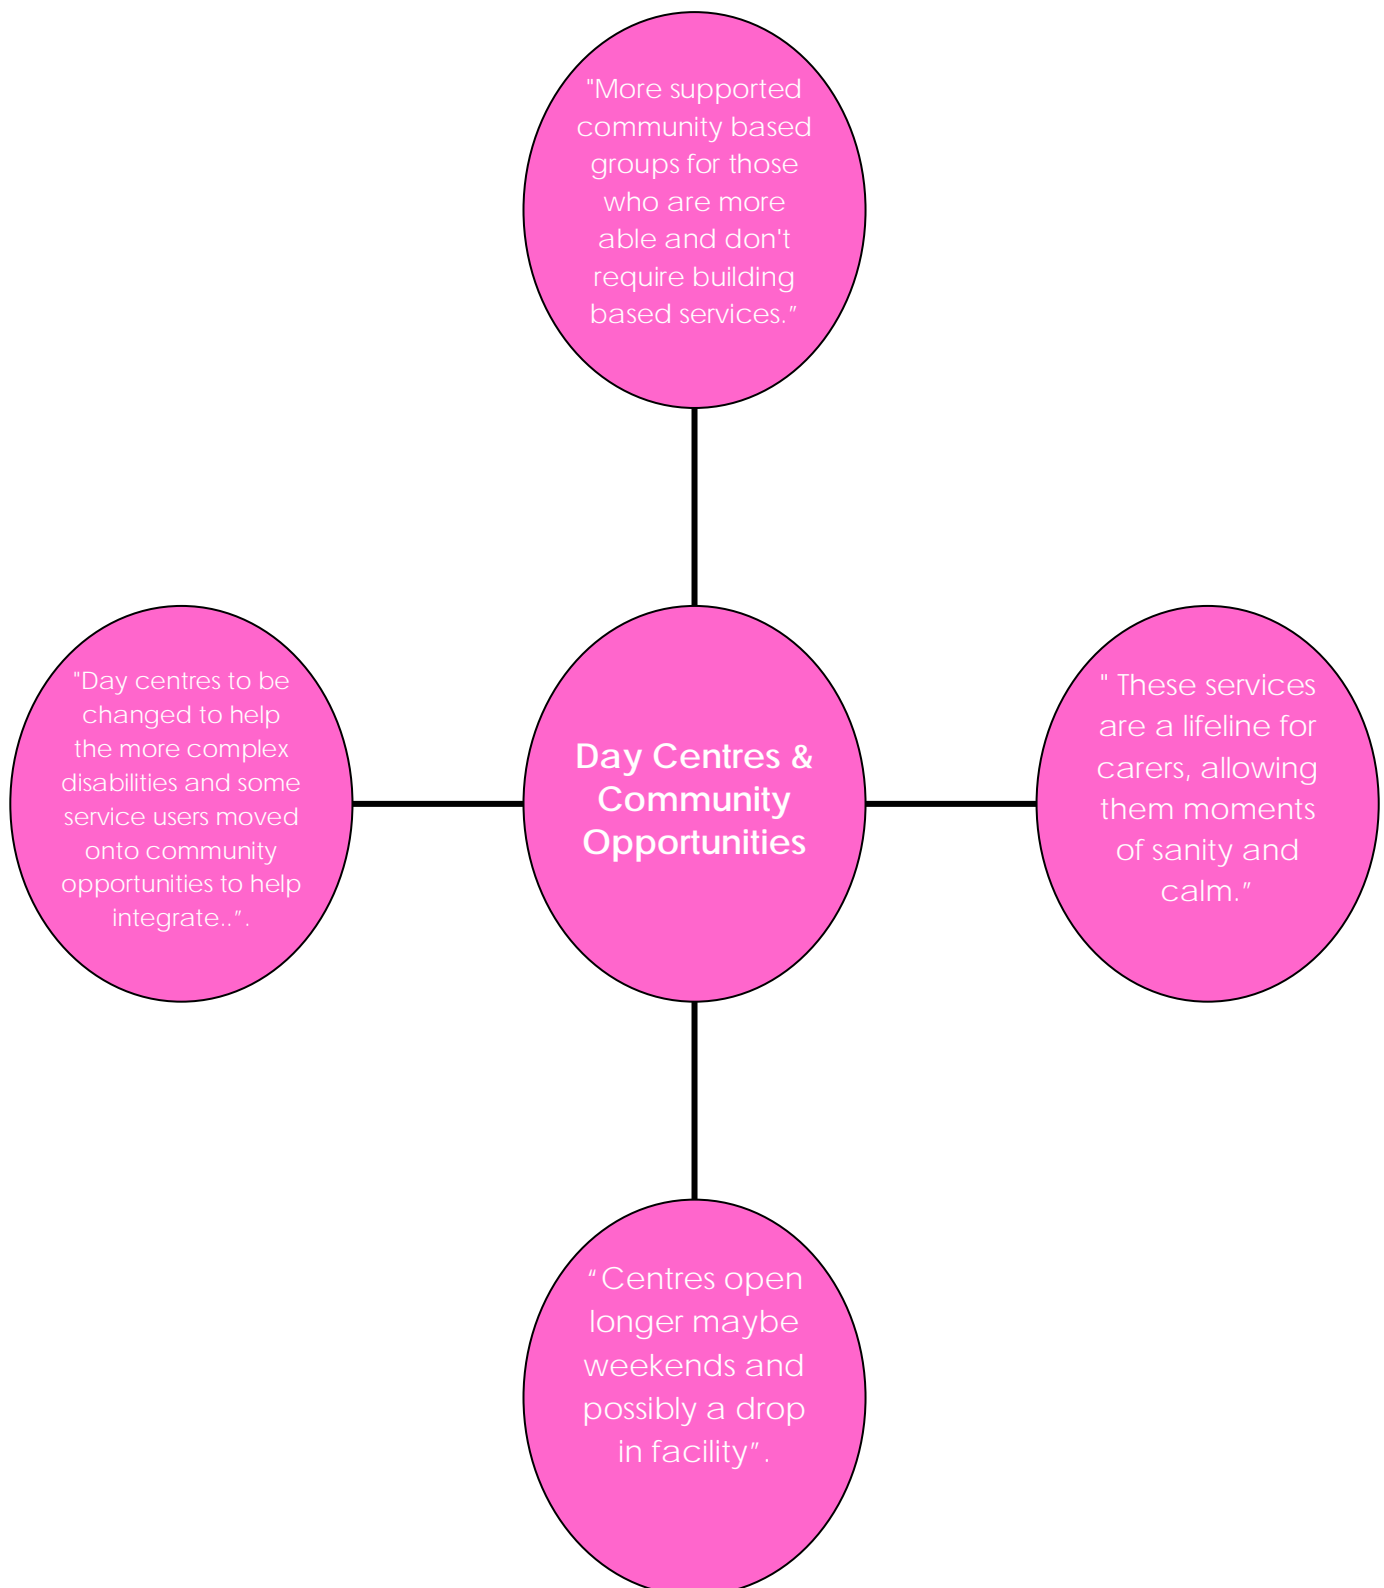 "More supported
community based
groups for those
who are more
able and don't
require building
based services.”
"Day centres to be
changed to help
the more complex
disabilities and some
service users moved
onto community
opportunities to help
integrate..”.
Day Centres &
Community
Opportunities
" These services
are a lifeline for
carers, allowing
them moments
of sanity and
calm.”
“Centres open
longer maybe
weekends and
possibly a drop
in facility”.